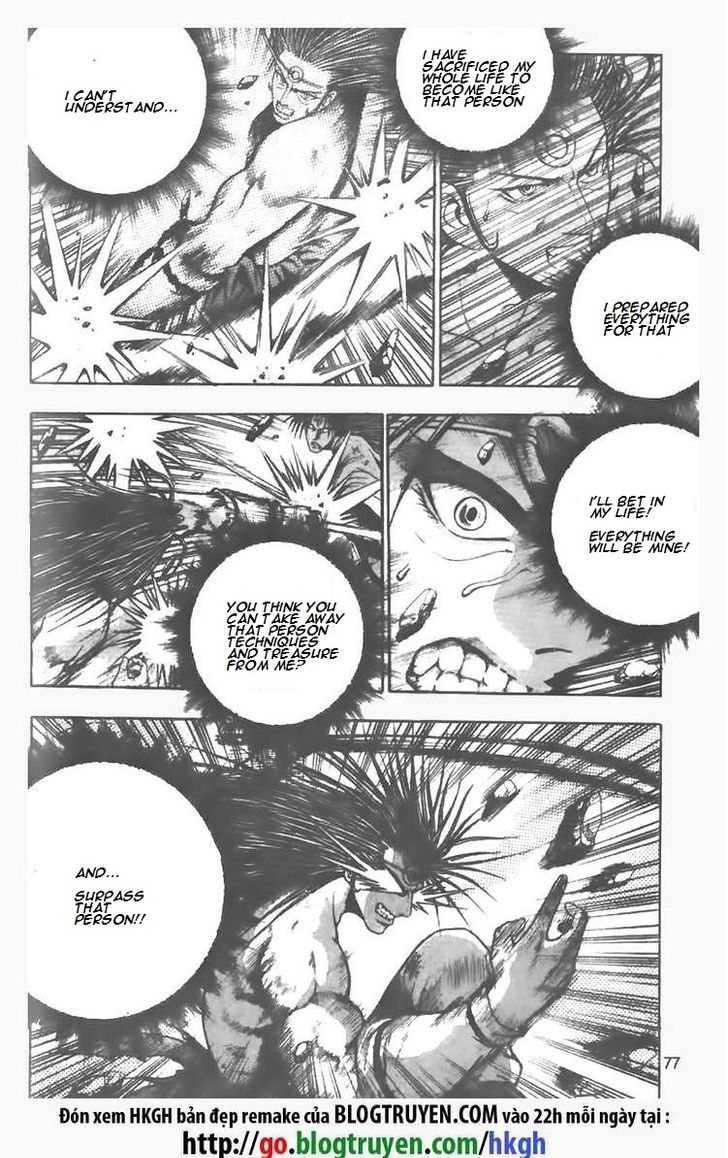 I CAN'T
UNDERSTAND...
I HAVE
SACRIFICED MY
WHOLE LIFE TO
BECOME LIKE
THAT PERSON
I PREPARED
EVERYTHING
FOR THAT
I'LL BET IN
MY LIFE!
EVERYTHING
WILL BE MINE!
YOU THINK YOU
CAN TAKE AWAY
THAT PERSON
TECHNIQUES
AND TREASURE
FROM ME?
AND...
SURPASS
THAT
PERSON!!
77
Đón xem HKGH bản đẹp remake của BLOGTRUYEN.COM vào 22h mỗi ngày tại :
http://go.blogtruyen.com/hkgh